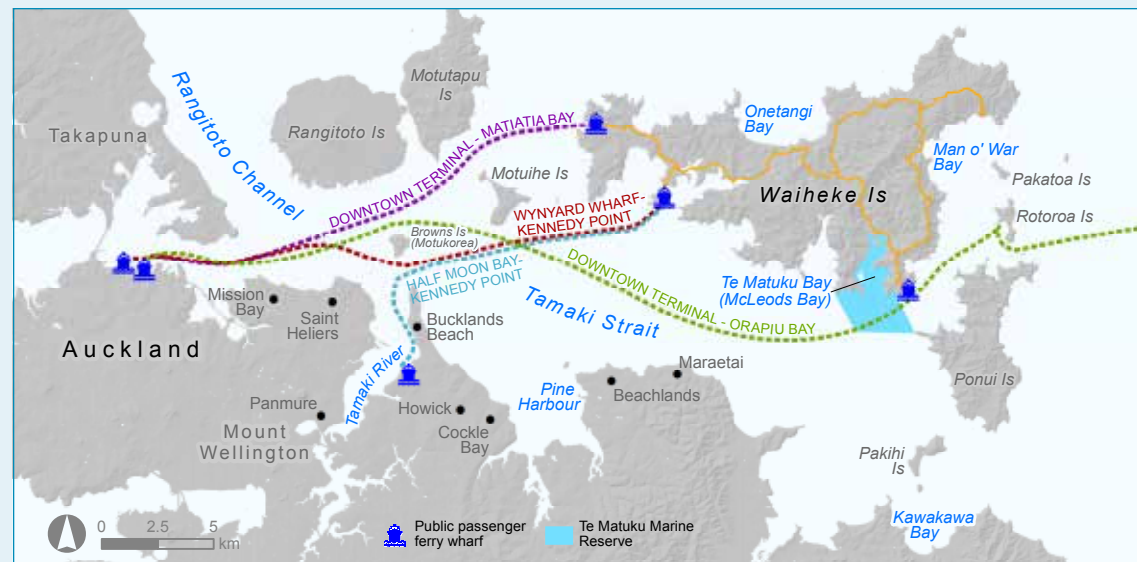 Takapuna
Rangitoto Channel
Rangitoto Is
Motutapu
Is
Motuihe Is
Onetangi
Bay
Man o' War
Bay
Pakatoa Is
Rotoroa Is
Waiheke Is
DOWNTOWN TERMINAL - MATIATIA BAY
WYNYARD WHARF-
KENNEDY POINT
Browns Is
(Motukorea)
HALF MOON BAY-
KENNEDY POINT
DOWNTOWN TERMINAL - ORAPIU BAY
Te Matuku Bay
(McLeods Bay)
Tamaki Strait
Mission
Bay
Saint
Heliers
Bucklands
Beach
Auckland
Tamaki River
Maraetai
Beachlands
Pine
Harbour
Ponui Is
Panmure
Howick
Cockle
Bay
Mount
Wellington
Pakihi
Is
Kawakawa
Bay
0 2.5 5
km
Public passenger
ferry wharf
Te Matuku Marine
Reserve